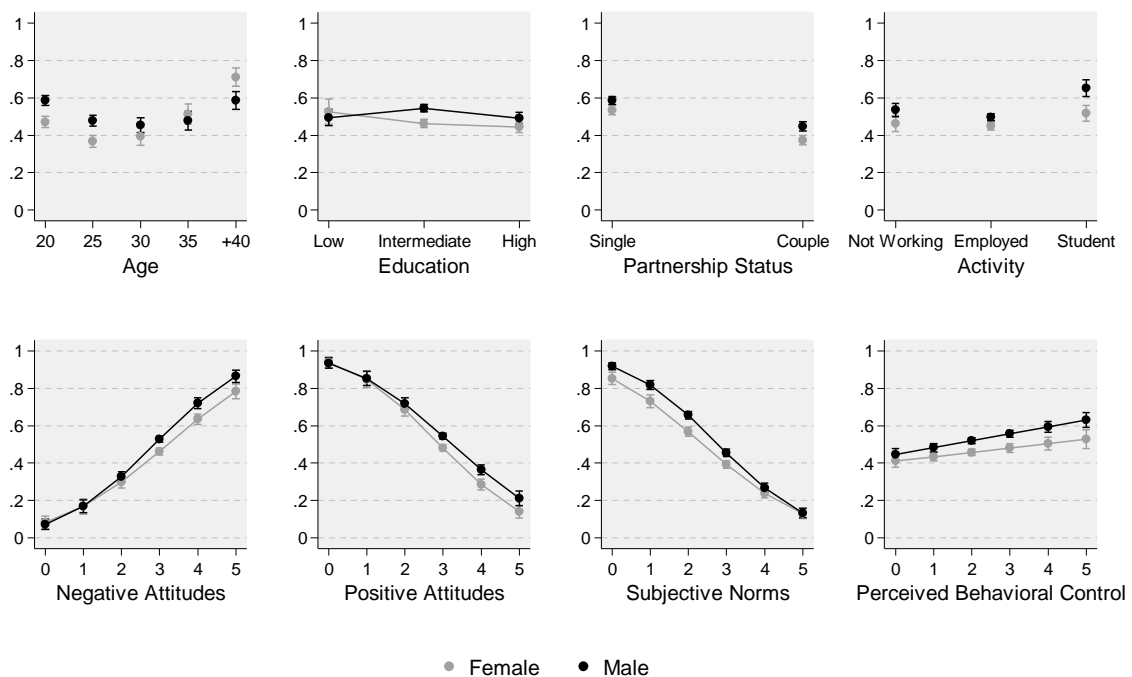 1
.8
.6
.4
.2
0
20 25 30 35 +40
Age
1
.8
.6
.4
.2
0
Low Intermediate High
Education
1
.8
.6
.4
.2
0
Single Couple
Partnership Status
1
.8
.6
.4
.2
0
Not Working Employed Student
Activity
1
.8
.6
.4
.2
0
0 1 2 3 4 5
Negative Attitudes
1
.8
.6
.4
.2
0
0 1 2 3 4 5
Positive Attitudes
1
.8
.6
.4
.2
0
0 1 2 3 4 5
Subjective Norms
1
.8
.6
.4
.2
0
0 1 2 3 4 5
Perceived Behavioral Control
Female Male